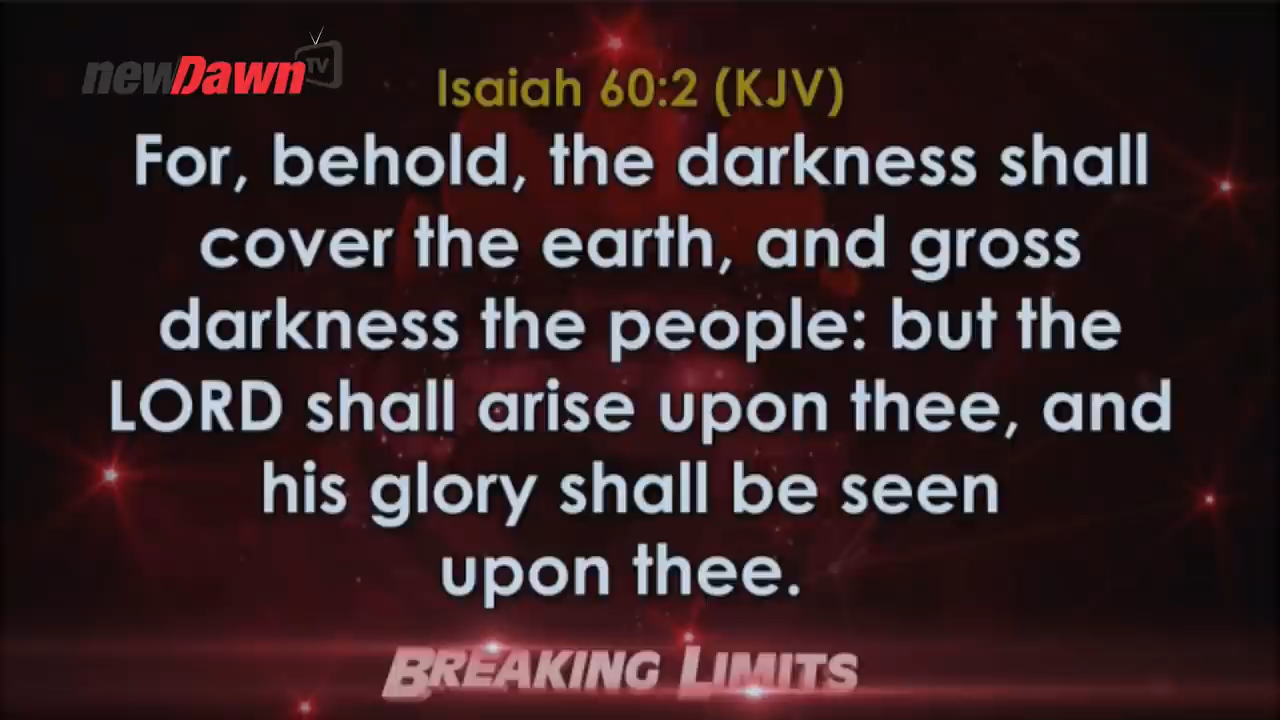 newDawn TV
Isaiah 60:2 (KJV)
For, behold, the darkness shall
cover the earth, and gross
darkness the people: but the
LORD shall arise upon thee, and
his glory shall be seen
upon thee.
BREAKING LIMITS